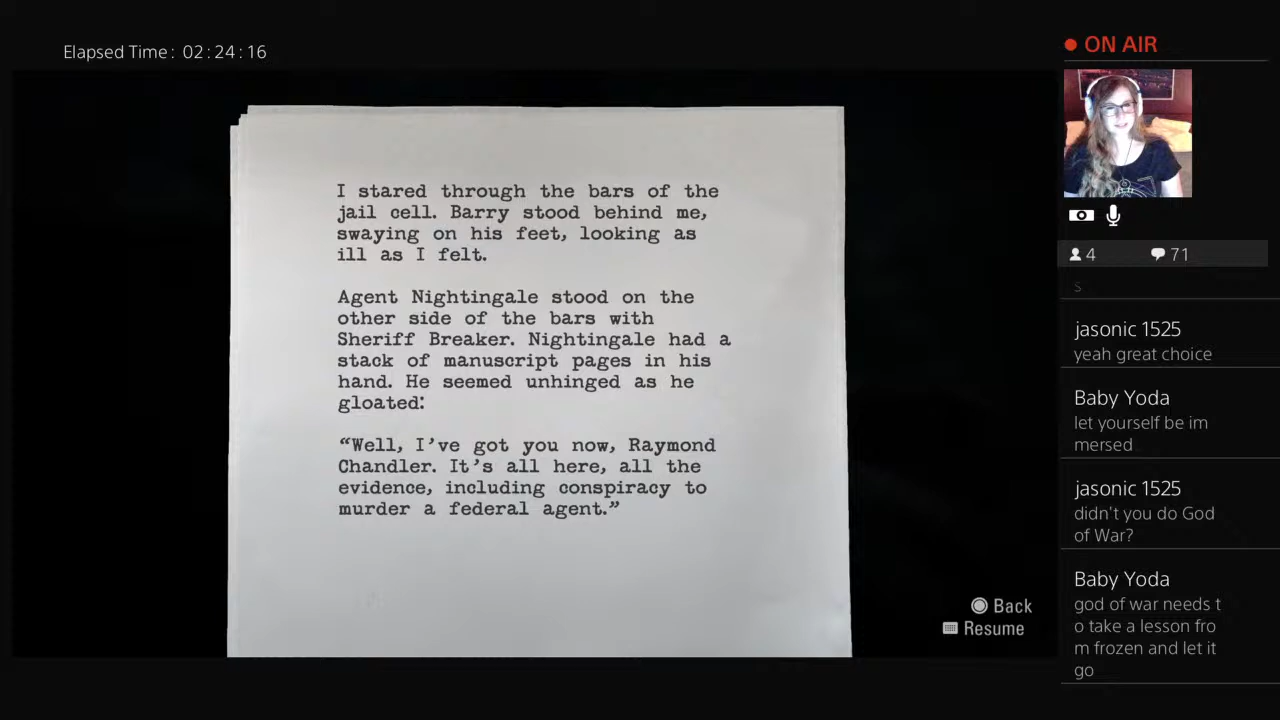 Elapsed Time: 02:24:16
ON AIR
I stared through the bars of the
jail cell. Barry stood behind me,
swaying on his feet, looking as
ill as I felt.
Agent Nightingale stood on the
other side of the bars with
Sheriff Breaker. Nightingale had a
stack of manuscript pages in his
hand. He seemed unhinged as he
gloated:
“Well, I’ve got you now, Raymond
Chandler. It’s all here, all the
evidence, including conspiracy to
murder a federal agent.”
Back
Resume
4
71
s
jasonic 1525
yeah great choice
Baby Yoda
let yourself be im
mersed
jasonic 1525
didn't you do God
of War?
Baby Yoda
god of war needs t
o take a lesson fro
m frozen and let it
go